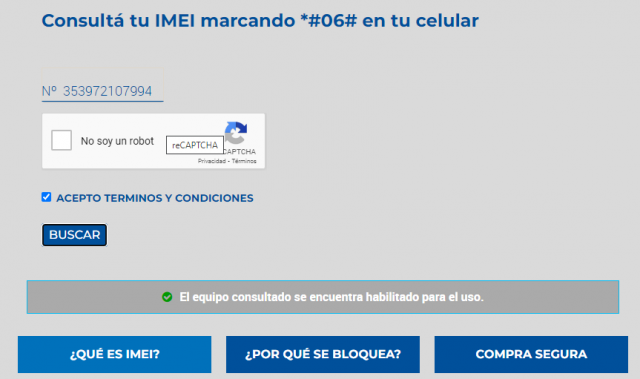 Consultá tu IMEI marcando *#06# en tu celular
Nº 353972107994
No soy un robot
reCAPTCHA
CAPTCHA
Privacidad - Términos
ACEPTO TERMINOS Y CONDICIONES
BUSCAR
El equipo consultado se encuentra habilitado para el uso.
¿QUÉ ES IMEI? ¿POR QUÉ SE BLOQUEA? COMPRA SEGURA